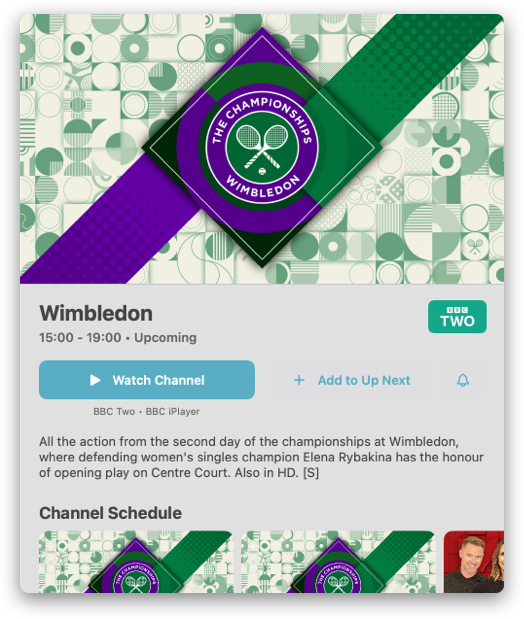 THE CHAMPIONSHIPS
WIMBLEDON
Wimbledon
15:00 - 19:00 • Upcoming
BBC
TWO
Watch Channel
Add to Up Next
BBC Two • BBC iPlayer
All the action from the second day of the championships at Wimbledon,
where defending women's singles champion Elena Rybakina has the honour
of opening play on Centre Court. Also in HD. [S]
Channel Schedule
THE CHAMPIONSHIPS
THE CHAMPIONSHIPS